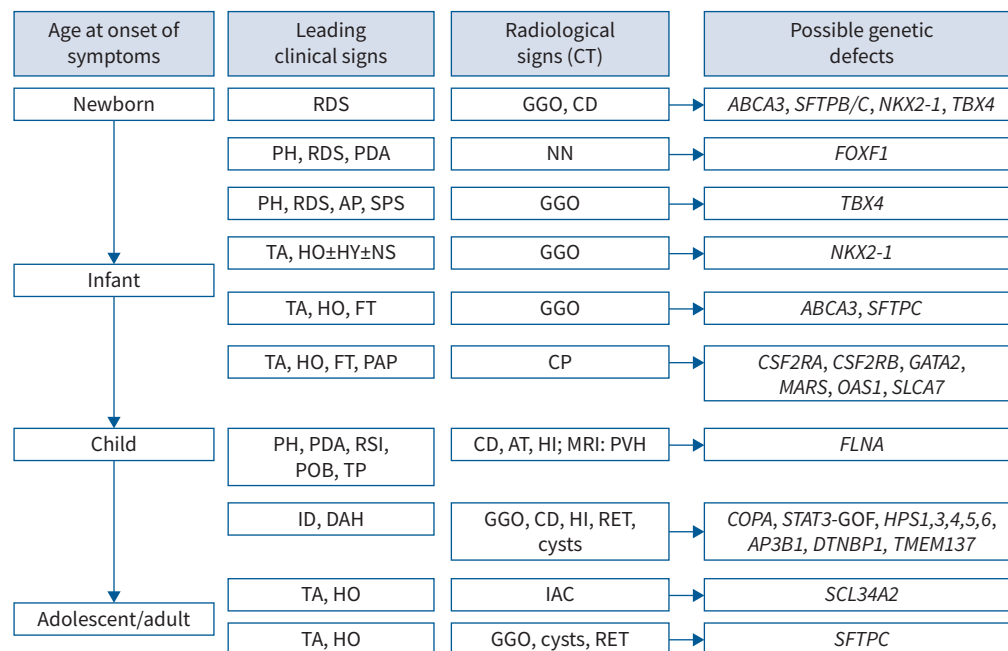 Age at onset of
symptoms
Leading
clinical signs
Radiological
signs (CT)
Possible genetic
defects
Newborn
RDS
GGO, CD
ABCA3, SFTPB/C, NKX2-1, TBX4
PH, RDS, PDA
NN
FOXF1
PH, RDS, AP, SPS
GGO
TBX4
TA, HO±HY±NS
GGO
NKX2-1
Infant
TA, HO, FT
GGO
ABCA3, SFTPC
TA, HO, FT, PAP
CP
CSF2RA, CSF2RB, GATA2,
MARS, OAS1, SLCA7
Child
PH, PDA, RSI,
POB, TP
CD, AT, HI; MRI: PVH
FLNA
ID, DAH
GGO, CD, HI, RET,
cysts
COPA, STAT3-GOF, HPS1,3,4,5,6,
AP3B1, DTNBP1, TMEM137
TA, HO
IAC
SCL34A2
Adolescent/adult
TA, HO
GGO, cysts, RET
SFTPC